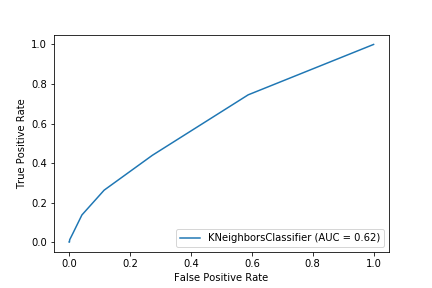 1.0
0.8
0.6
0.4
0.2
0.0
True Positive Rate
KNeighborsClassifier (AUC = 0.62)
0.0 0.2 0.4 0.6 0.8 1.0
False Positive Rate